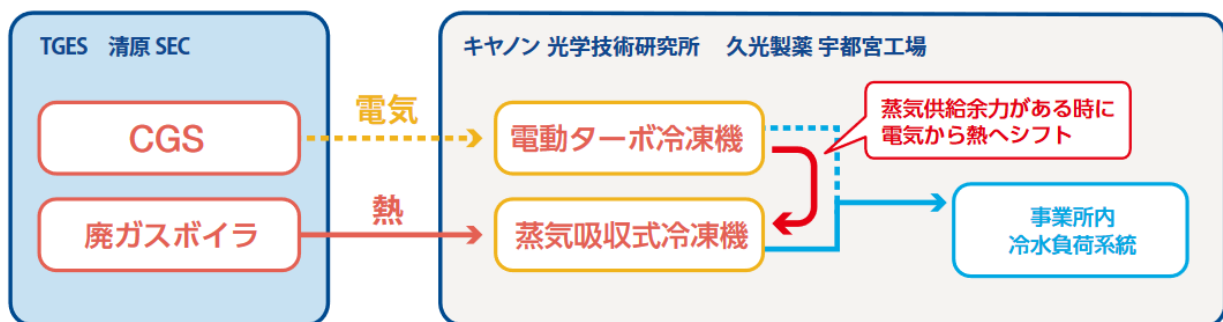 TGES 清原 SEC
キヤノン 光学技術研究所 久光製薬 宇都宮工場
CGS
電気
電動ターボ冷凍機
蒸気供給余力がある時に
電気から熱へシフト
廃ガスボイラ
熱
蒸気吸収式冷凍機
事業所内
冷水負荷系統